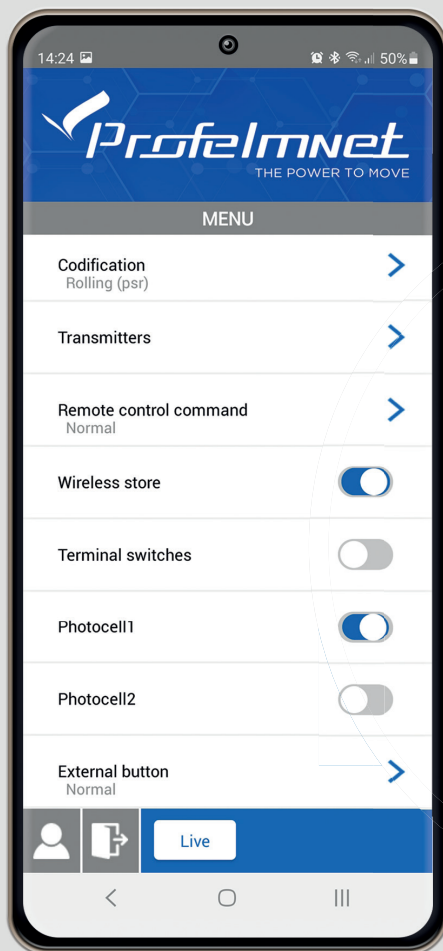 14:24 50%
Profelmnet
THE POWER TO MOVE
MENU
Codification
Rolling (psr)
Transmitters
Remote control command
Normal
Wireless store
Terminal switches
Photocell1
Photocell2
External button
Normal
Live